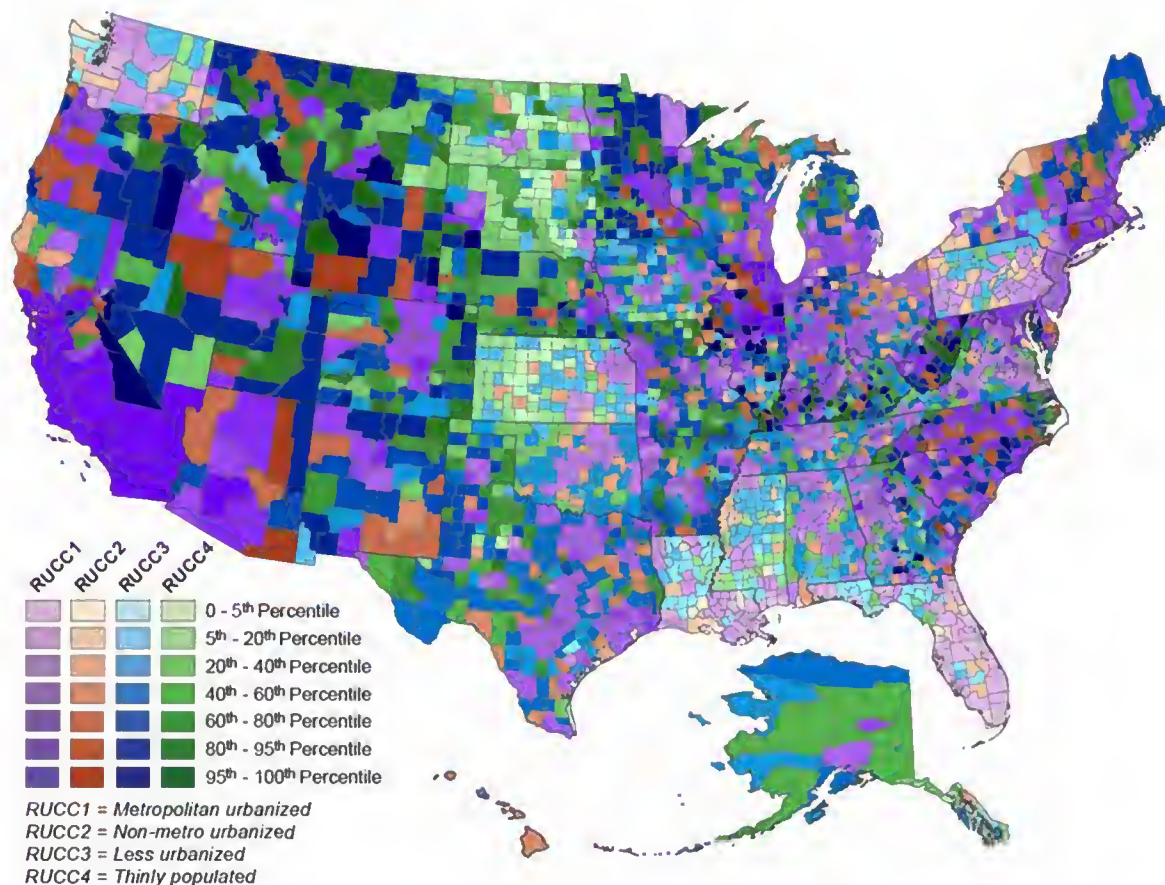 RUCC1 RUCC2 RUCC3 RUCC4
0 - 5th Percentile
5th - 20th Percentile
20th - 40th Percentile
40th - 60th Percentile
60th - 80th Percentile
80th - 95th Percentile
95th - 100th Percentile
RUCC1 = Metropolitan urbanized
RUCC2 = Non-metro urbanized
RUCC3 = Less urbanized
RUCC4 = Thinly populated